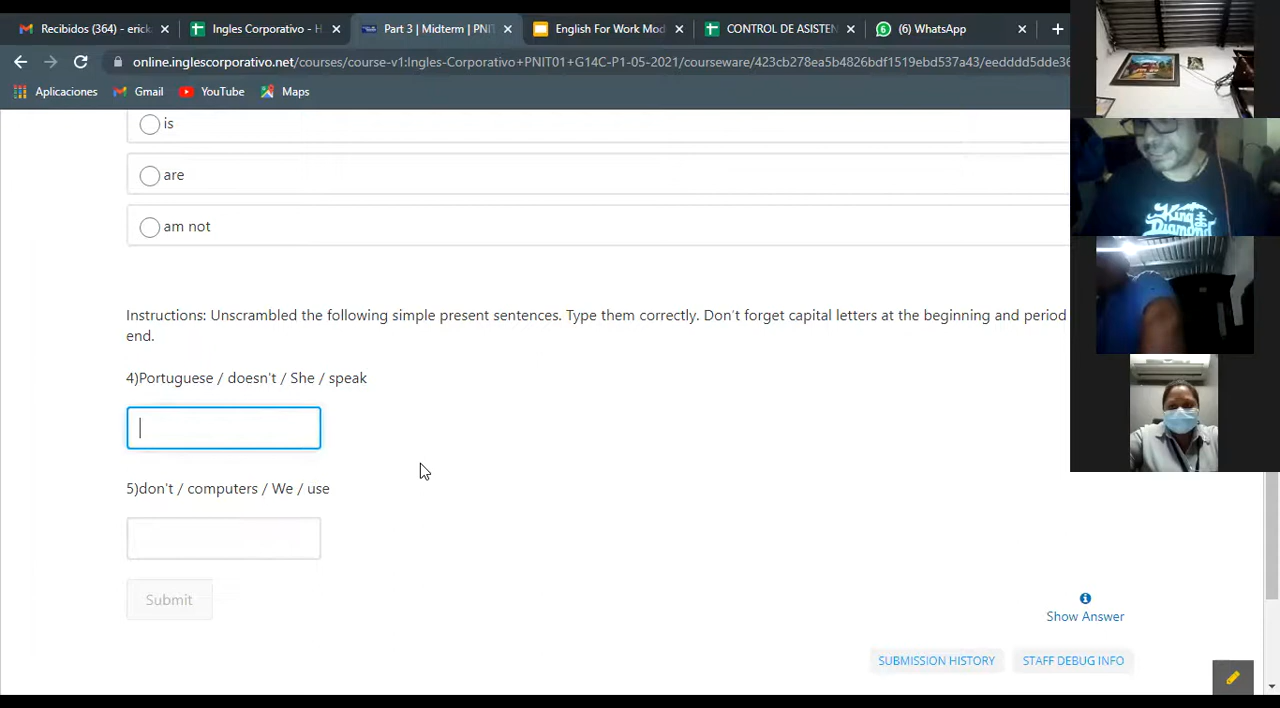 Recibidos (364) - erick
Ingles Corporativo - H
Part 3 | Midterm | PNI
English For Work Mod
CONTROL DE ASISTEN
(6) WhatsApp
online.inglescorporativo.net/courses/course-v1:Ingles-Corporativo+PNIT01+G14C-P1-05-2021/courseware/423cb278ea5b4826bdf1519ebd537a43/eedddd5dde36
Aplicaciones
Gmail
YouTube
Maps
is
are
am not
Instructions: Unscrambled the following simple present sentences. Type them correctly. Don't forget capital letters at the beginning and period
end.
4)Portuguese / doesn't / She / speak
5)don't / computers / We / use
Submit
Show Answer
SUBMISSION HISTORY
STAFF DEBUG INFO
King
Diamond